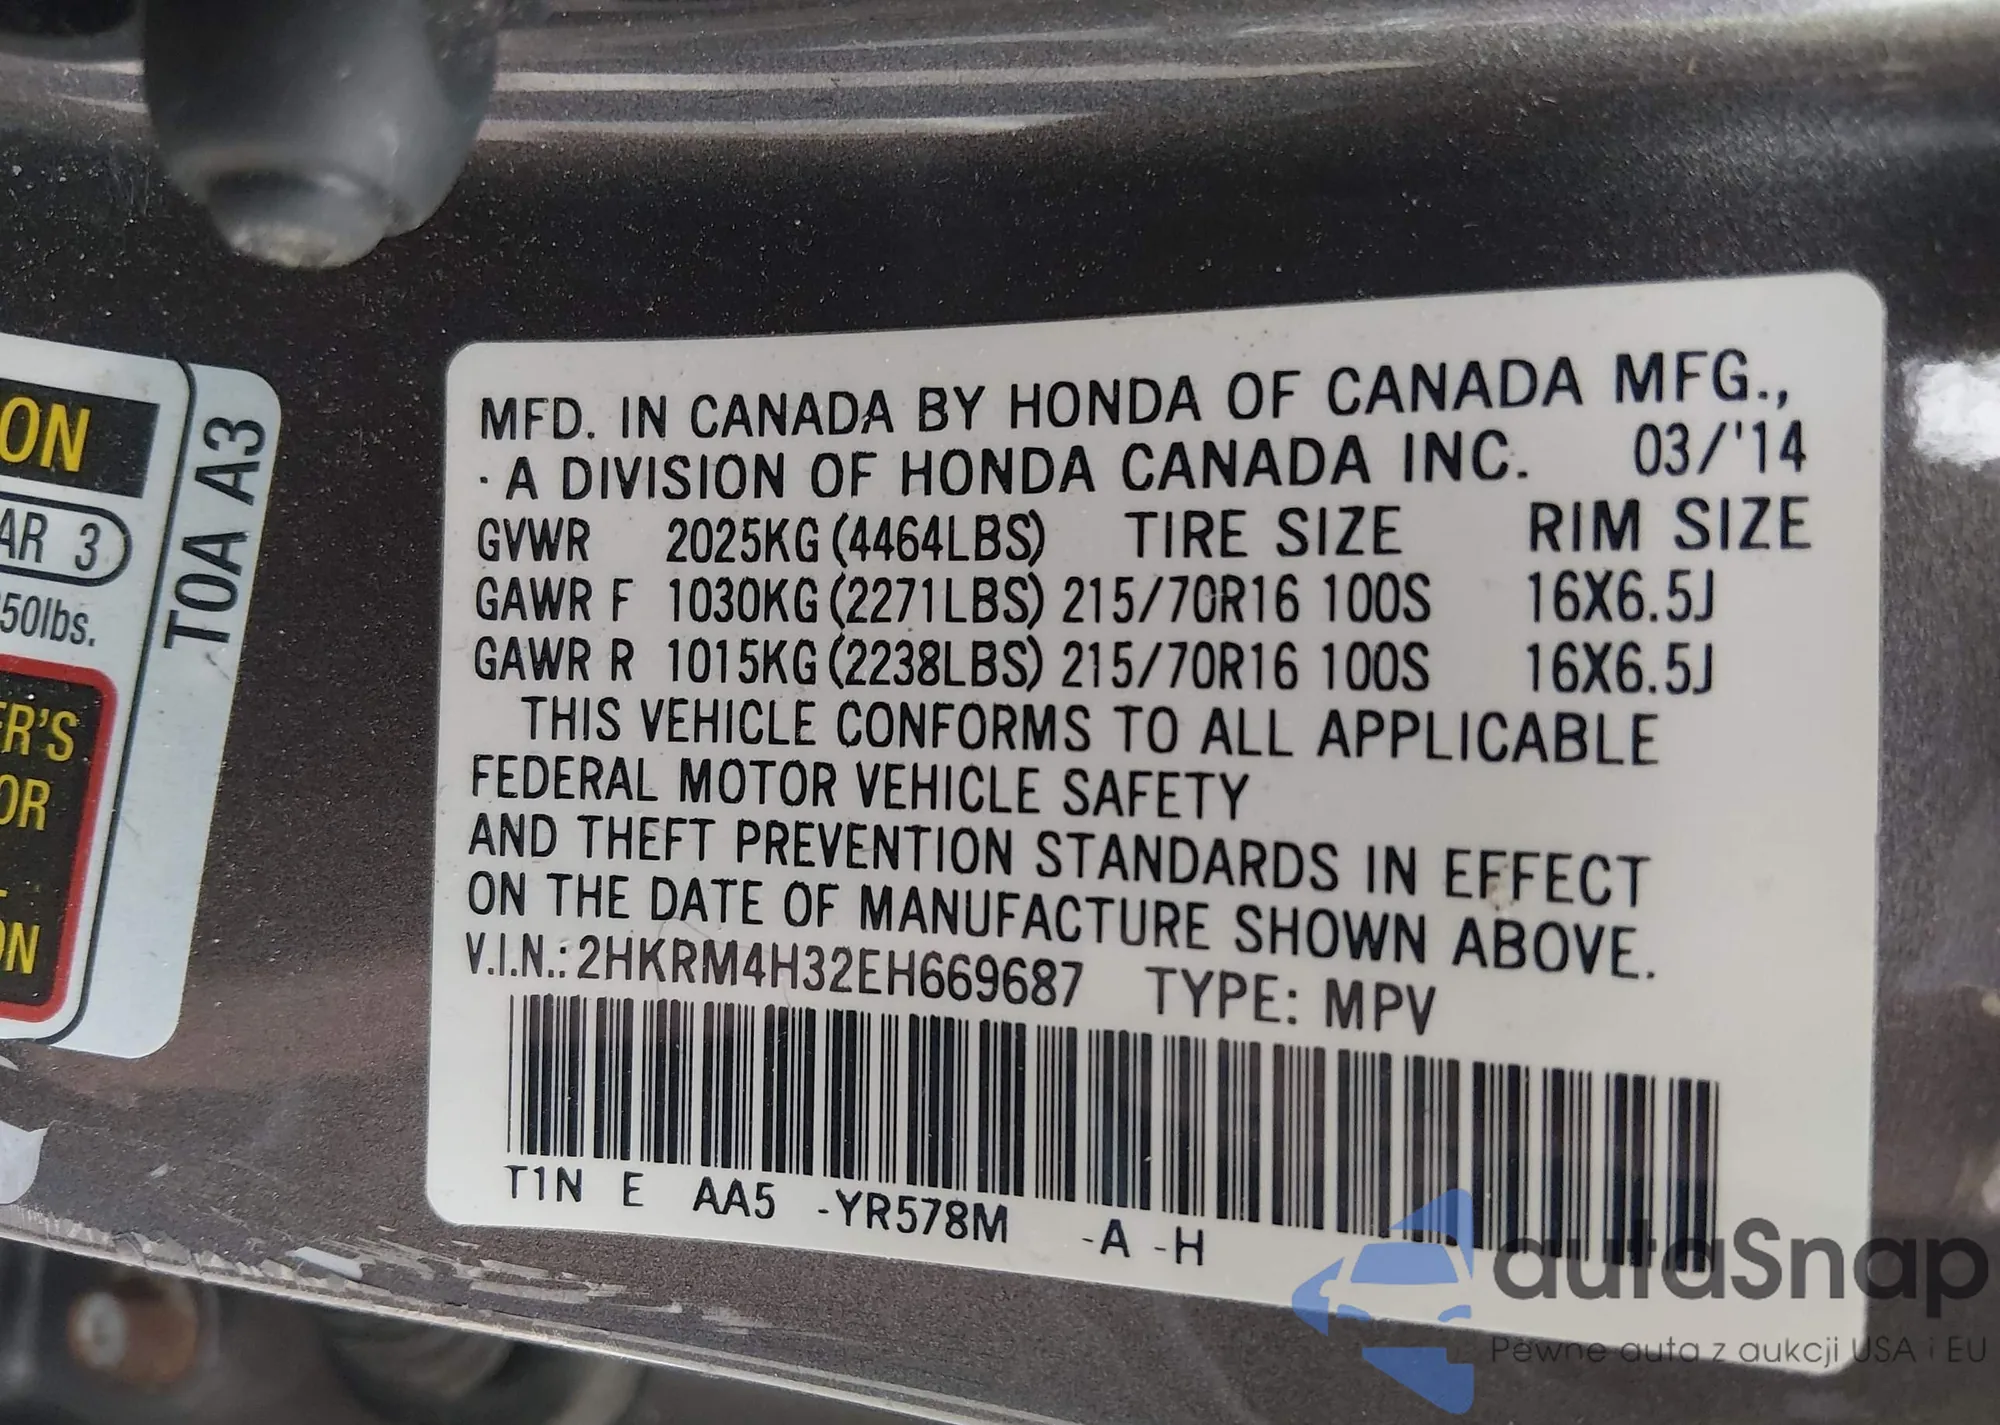 ON
AR 3
50lbs.
ER'S
OR
ON
T0A A3
MFD. IN CANADA BY HONDA OF CANADA MFG.,
· A DIVISION OF HONDA CANADA INC. 03/'14
GVWR 2025KG (4464LBS) TIRE SIZE RIM SIZE
GAWR F 1030KG (2271LBS) 215/70R16 100S 16X6.5J
GAWR R 1015KG (2238LBS) 215/70R16 100S 16X6.5J
THIS VEHICLE CONFORMS TO ALL APPLICABLE
FEDERAL MOTOR VEHICLE SAFETY
AND THEFT PREVENTION STANDARDS IN EFFECT
ON THE DATE OF MANUFACTURE SHOWN ABOVE.
V.I.N.: 2HKRM4H32EH669687 TYPE: MPV
T1N E AA5 -YR578M -A -H
autaSnap
Pewne auta z aukcji USA i EU